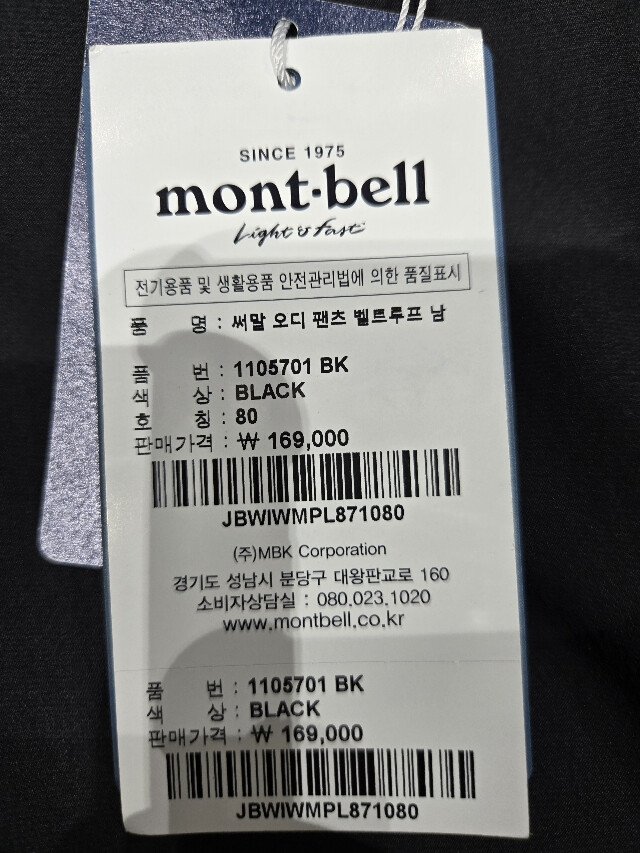 SINCE 1975
mont-bell
Light & Fast
전기용품 및 생활용품 안전관리법에 의한 품질표시
품 명 : 써말 오디 팬츠 벨트루프 남
품 번 : 1105701 BK
색 상 : BLACK
호 칭 : 80
판매가격 : ₩ 169,000
JBWIWMPL871080
(주)MBK Corporation
경기도 성남시 분당구 대왕판교로 160
소비자상담실 : 080.023.1020
www.montbell.co.kr
품 번 : 1105701 BK
색 상 : BLACK
판매가격 : ₩ 169,000
JBWIWMPL871080